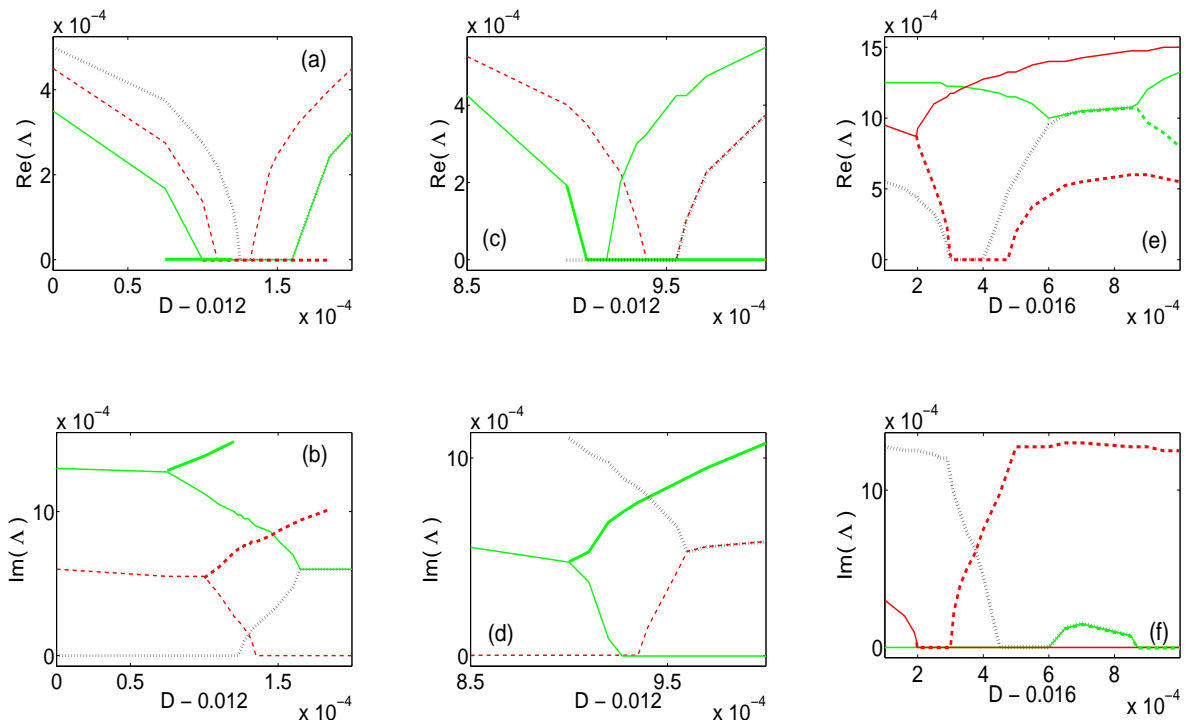 x 10⁻⁴
(a)
4
2
0
Re( Λ )
0 0.5 1.5
D − 0.012
x 10⁻⁴
x 10⁻⁴
(c)
4
2
0
Re( Λ )
8.5 9.5
D − 0.012
x 10⁻⁴
x 10⁻⁴
(e)
15
10
5
0
Re( Λ )
2 4 6 8
D − 0.016
x 10⁻⁴
x 10⁻⁴
(b)
10
0
Im( Λ )
0 0.5 1.5
D − 0.012
x 10⁻⁴
x 10⁻⁴
(d)
10
0
Im( Λ )
8.5 9.5
D − 0.012
x 10⁻⁴
x 10⁻⁴
(f)
10
0
Im( Λ )
2 4 6 8
D − 0.016
x 10⁻⁴